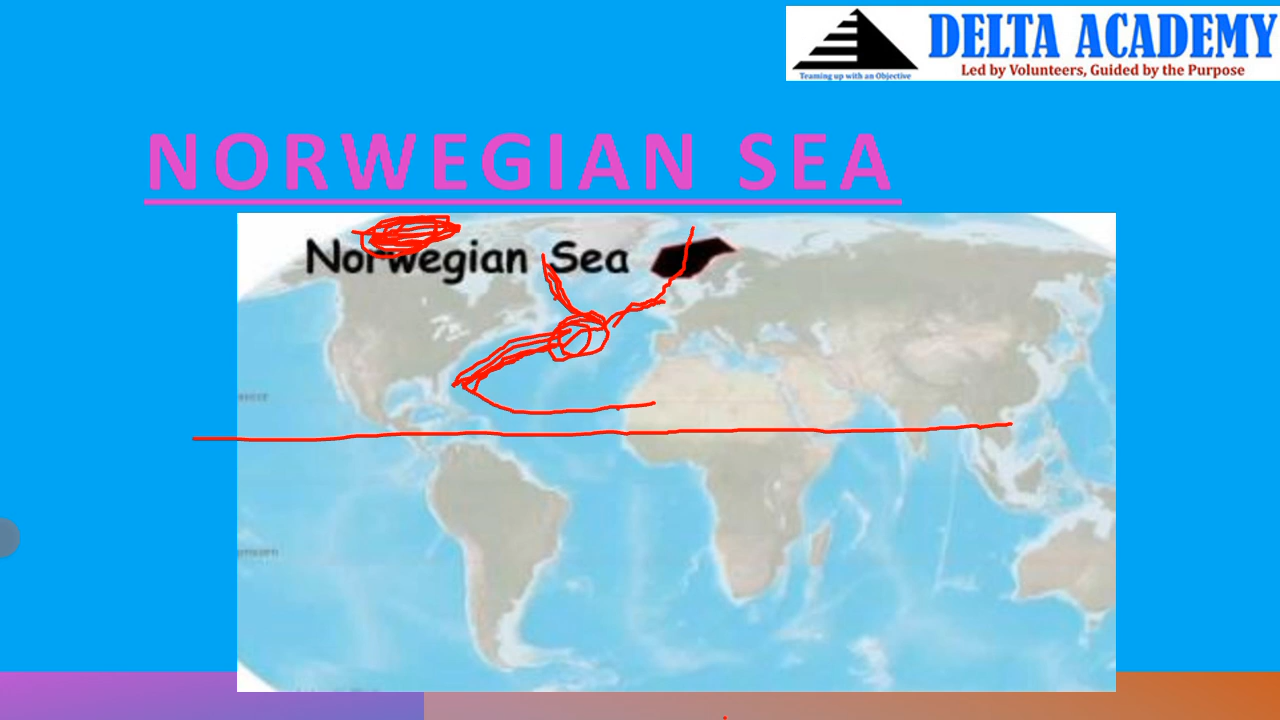 DELTA ACADEMY
Led by Volunteers, Guided by the Purpose
Teaming up with an Objective
NORWEGIAN SEA
Norwegian Sea